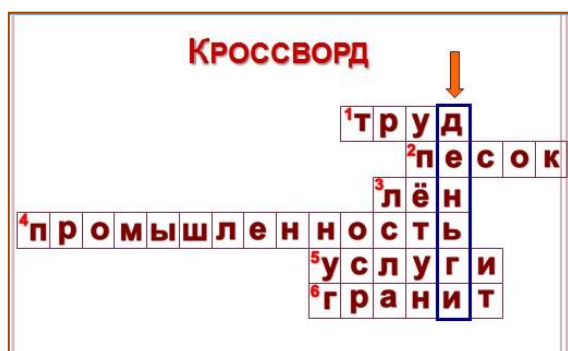 Кроссворд
1труд
2песок
3лён
4промышленность
5услуги
6гранит